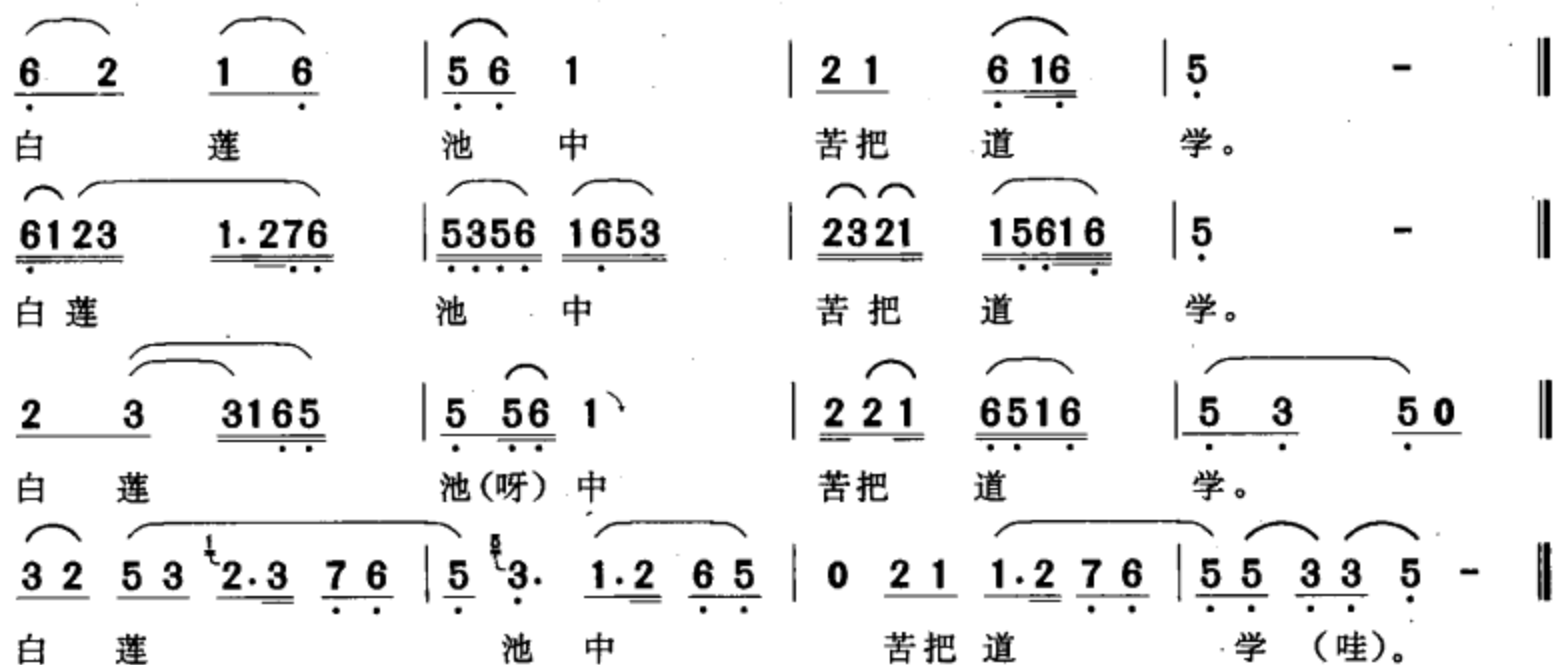 6 2 1 6 | 5 6 1 | 2 1 6 16 | 5 - ‖
白 莲 池 中 苦把 道 学。
6123 1.276 | 5356 1653 | 2321 15616 | 5 - ‖
白 莲 池 中 苦 把 道 学。
2 3 3165 | 5 56 1 | 2 2 1 6516 | 5 3 5 0 ‖
白 莲 池(呀) 中 苦把 道 学。
3 2 5 3 1 2.3 7 6 | 5 3. 1.2 6 5 | 0 2 1 1.2 7 6 | 5 5 3 3 5 - ‖
白 莲 池 中 苦把 道 学 (哇)。